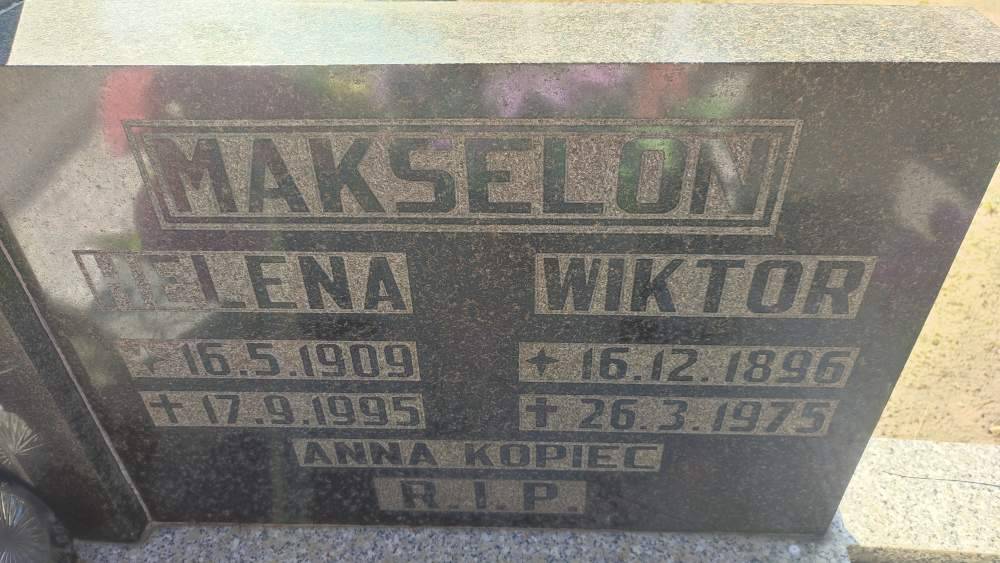 MAKSELON
HELENA WIKTOR
16.5.1909 16.12.1896
17.9.1995 26.3.1975
ANNA KOPIEC
R.I.P.